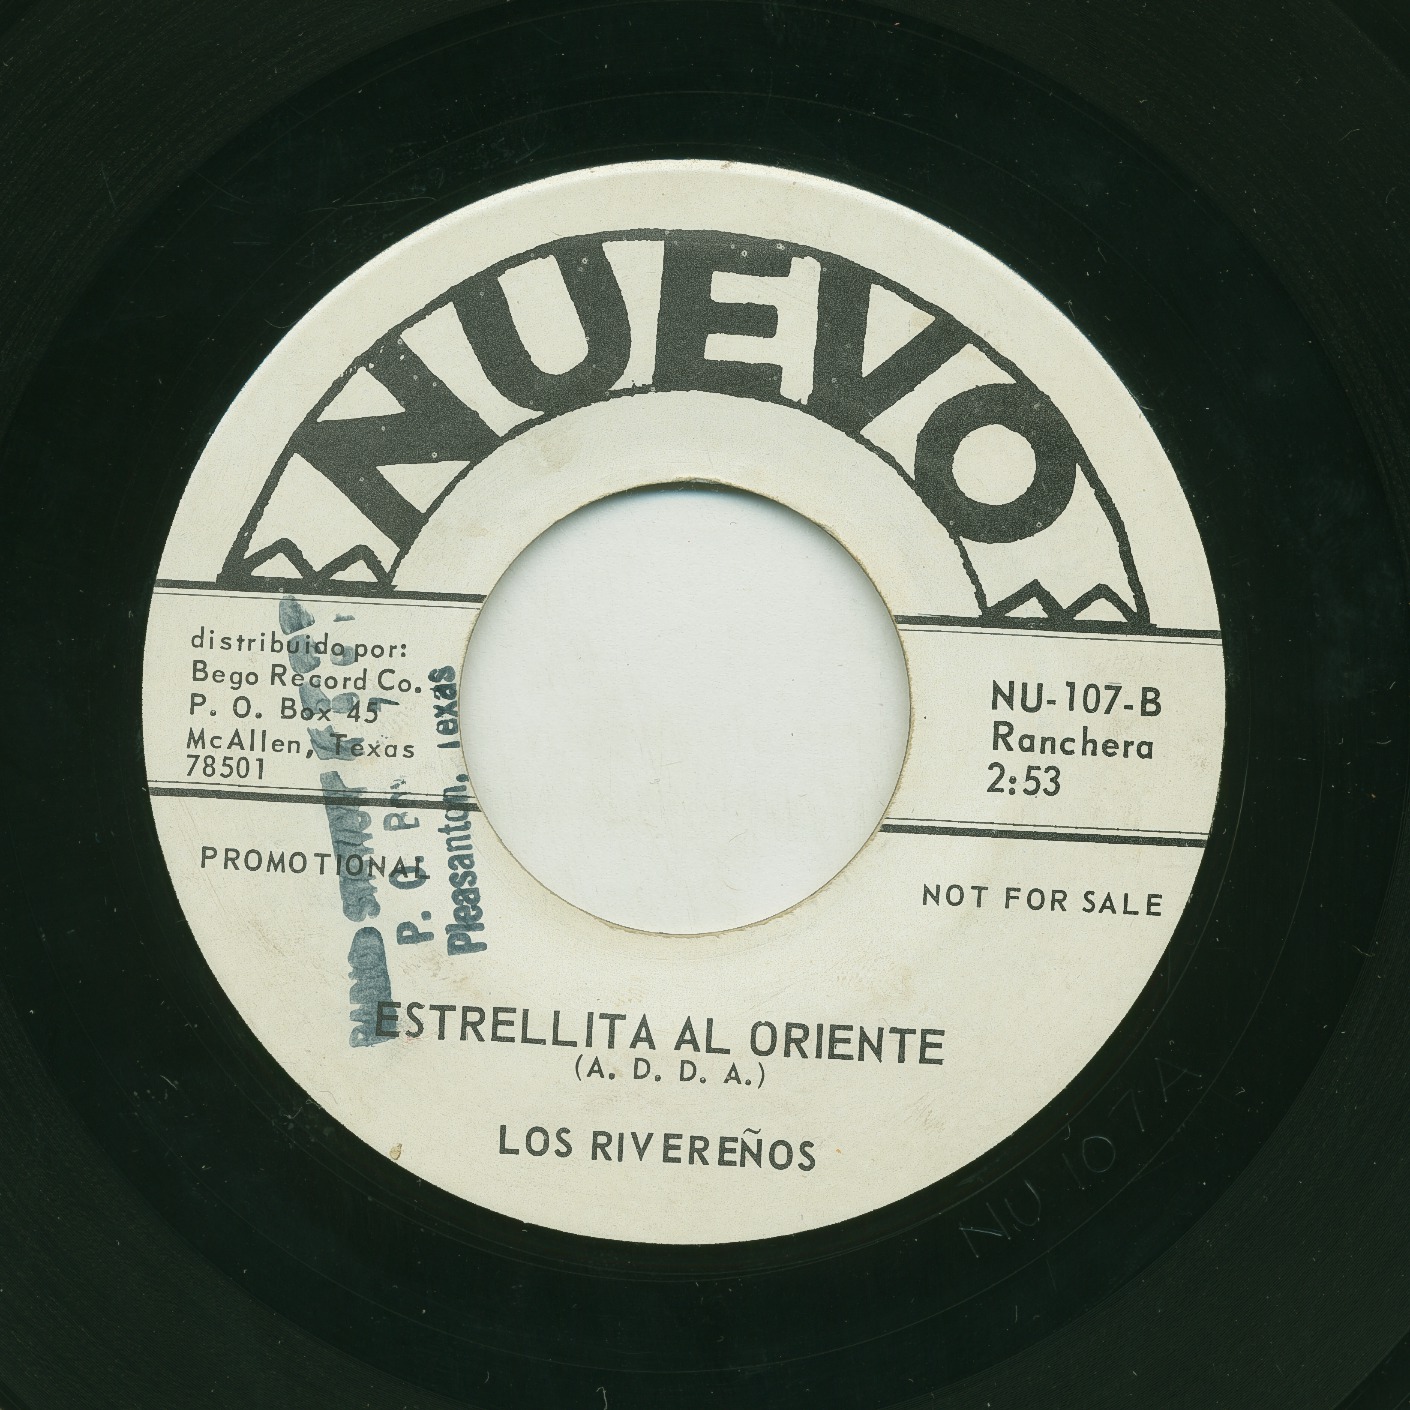 NUEVO
distribuido por:
Bego Record Co.
P. O. Box 45
McAllen, Texas
78501
NU-107-B
Ranchera
2:53
PROMOTIONAL
NOT FOR SALE
P. O. Box
Pleasanton, Texas
ESTRELLITA AL ORIENTE
(A. D. D. A.)
LOS RIVEREÑOS
NU 107A